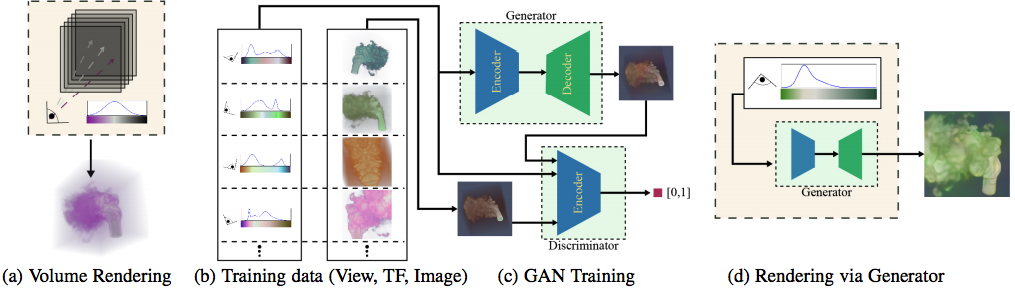 Generator
Encoder
Decoder
Encoder
[0,1]
Discriminator
Generator
(a) Volume Rendering
(b) Training data (View, TF, Image)
(c) GAN Training
(d) Rendering via Generator